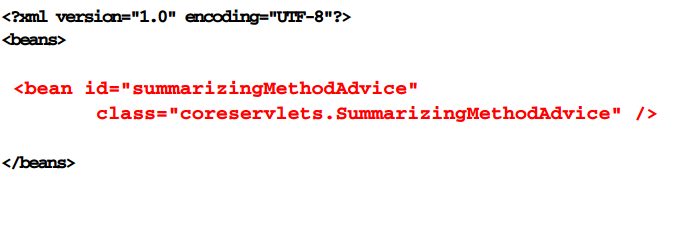 <?xml version="1.0" encoding="UTF-8"?>
<beans>
<bean id="summarizingMethodAdvice"
class="coreservlets.SummarizingMethodAdvice" />
</beans>